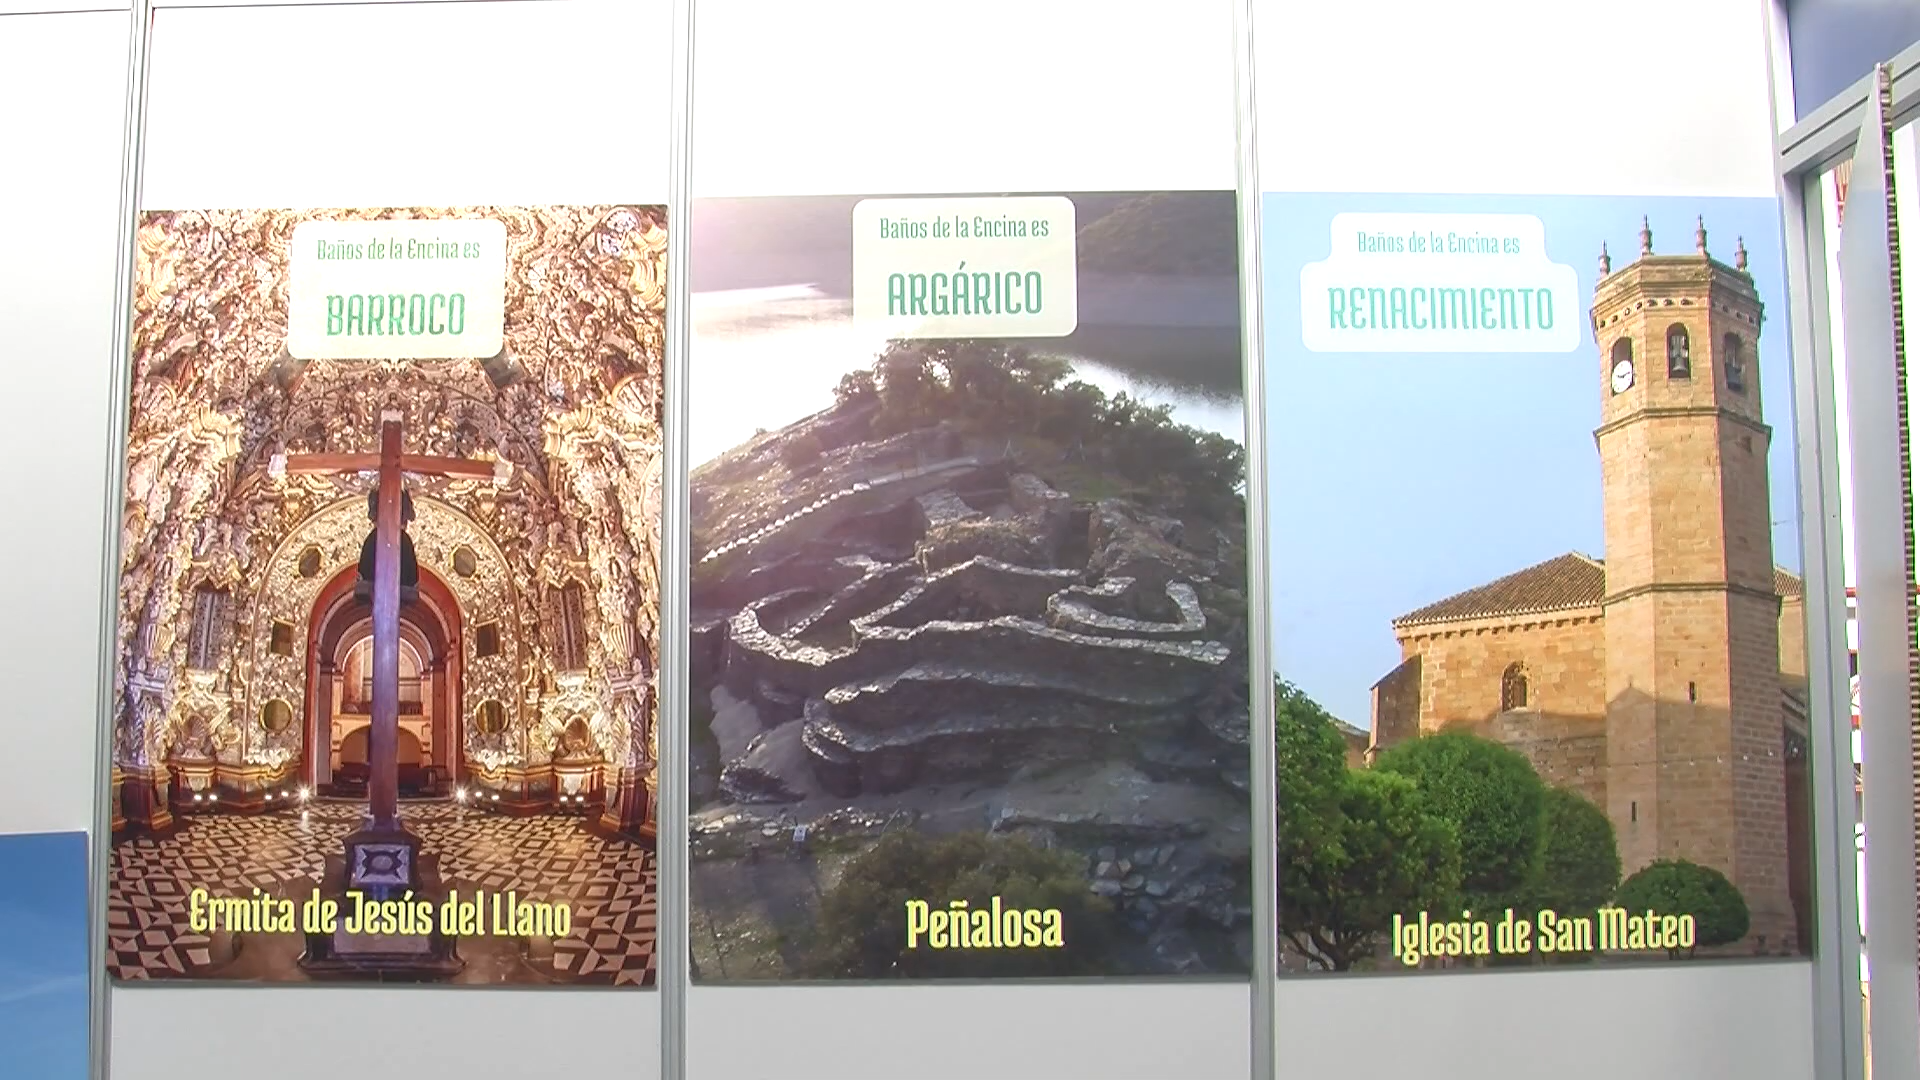 Baños de la Encina es
BARROCO
Ermita de Jesús del Llano
Baños de la Encina es
ARGÁRICO
Peñalosa
Baños de la Encina es
RENACIMIENTO
Iglesia de San Mateo